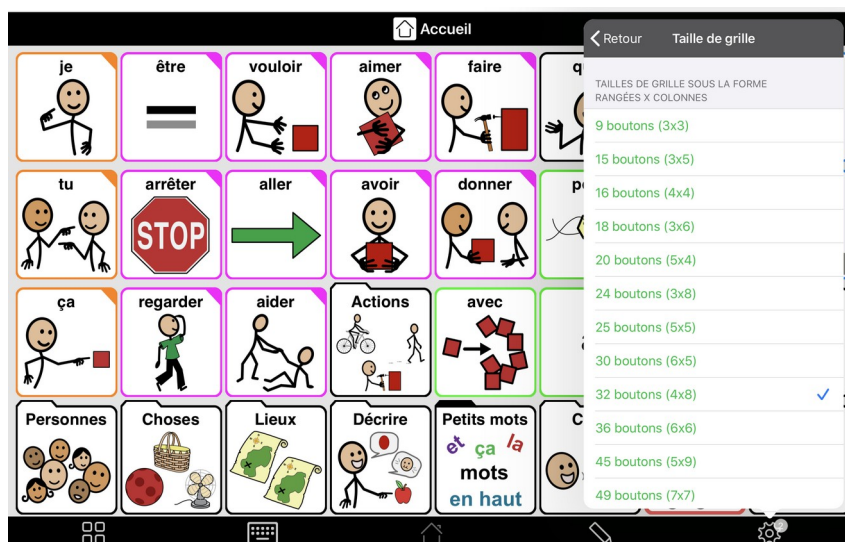 Accueil
je
être
vouloir
aimer
faire
tu
arrêter
aller
avoir
donner
STOP
ça
regarder
aider
Actions
avec
Personnes
Choses
Lieux
Décrire
Petits mots
et ça la
mots
en haut
Retour
Taille de grille
TAILLES DE GRILLE SOUS LA FORME
RANGÉES X COLONNES
9 boutons (3x3)
15 boutons (3x5)
16 boutons (4x4)
18 boutons (3x6)
20 boutons (5x4)
24 boutons (3x8)
25 boutons (5x5)
30 boutons (6x5)
32 boutons (4x8)
36 boutons (6x6)
45 boutons (5x9)
49 boutons (7x7)
2